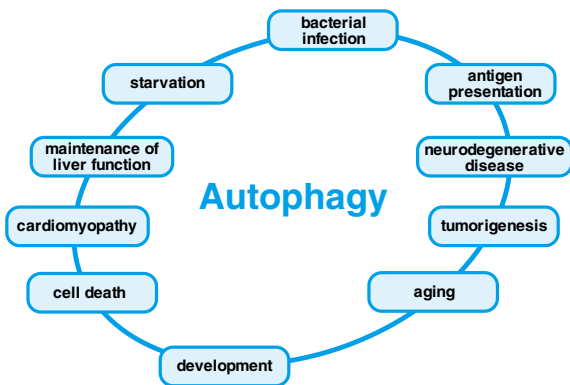 bacterial
infection
starvation
antigen
presentation
maintenance of
liver function
neurodegenerative
disease
Autophagy
cardiomyopathy
tumorigenesis
cell death
aging
development